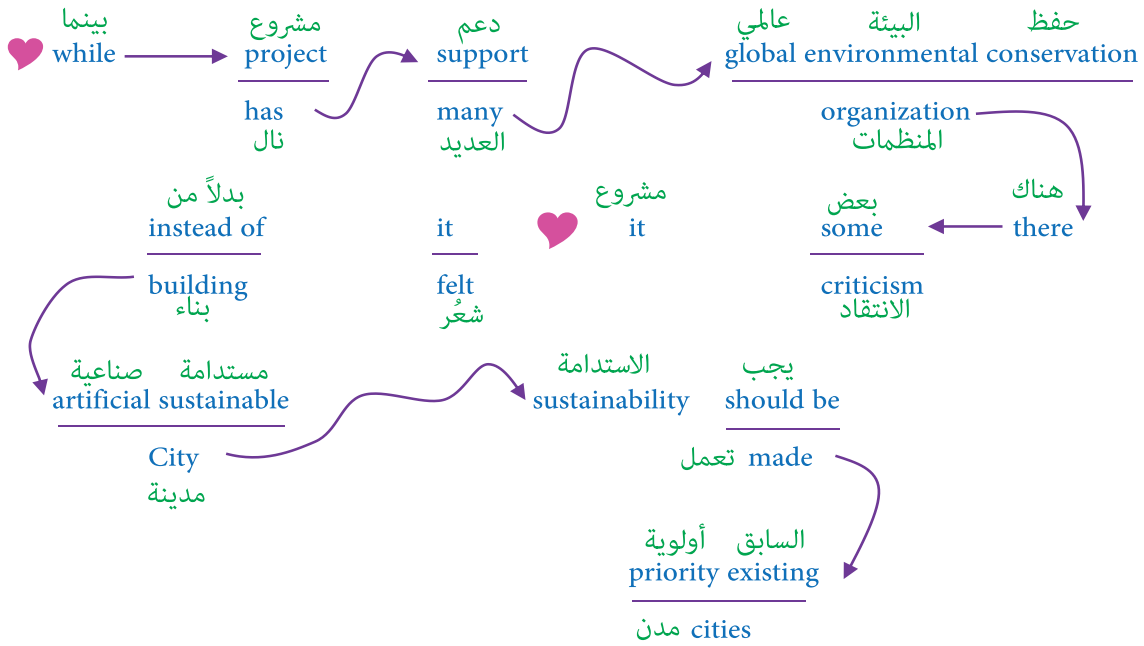 بينما مشروع دعم عالمي البيئة حفظ
while project support global environmental conservation
has many organization
نال العديد المنظمات
بدلاً من مشروع بعض هناك
instead of it it some there
building felt criticism
بناء شعُر الانتقاد
صناعية مستدامة الاستدامة يجب
artificial sustainable sustainability should be
City تعمل made
مدينة
أولوية السابق
priority existing
مدن cities